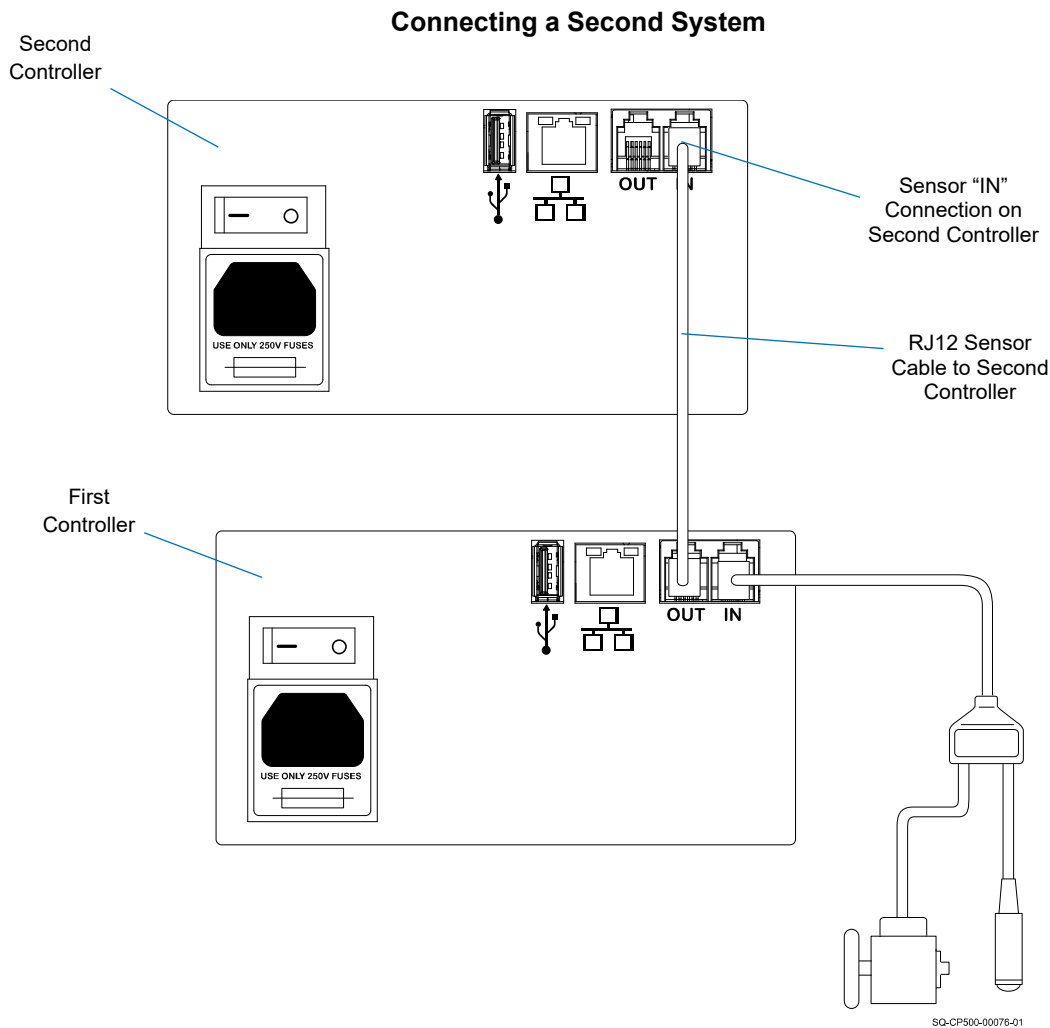 Connecting a Second System
Second
Controller
OUT IN
Sensor “IN”
Connection on
Second Controller
USE ONLY 250V FUSES
RJ12 Sensor
Cable to Second
Controller
First
Controller
OUT IN
USE ONLY 250V FUSES
SQ-CP500-00076-01